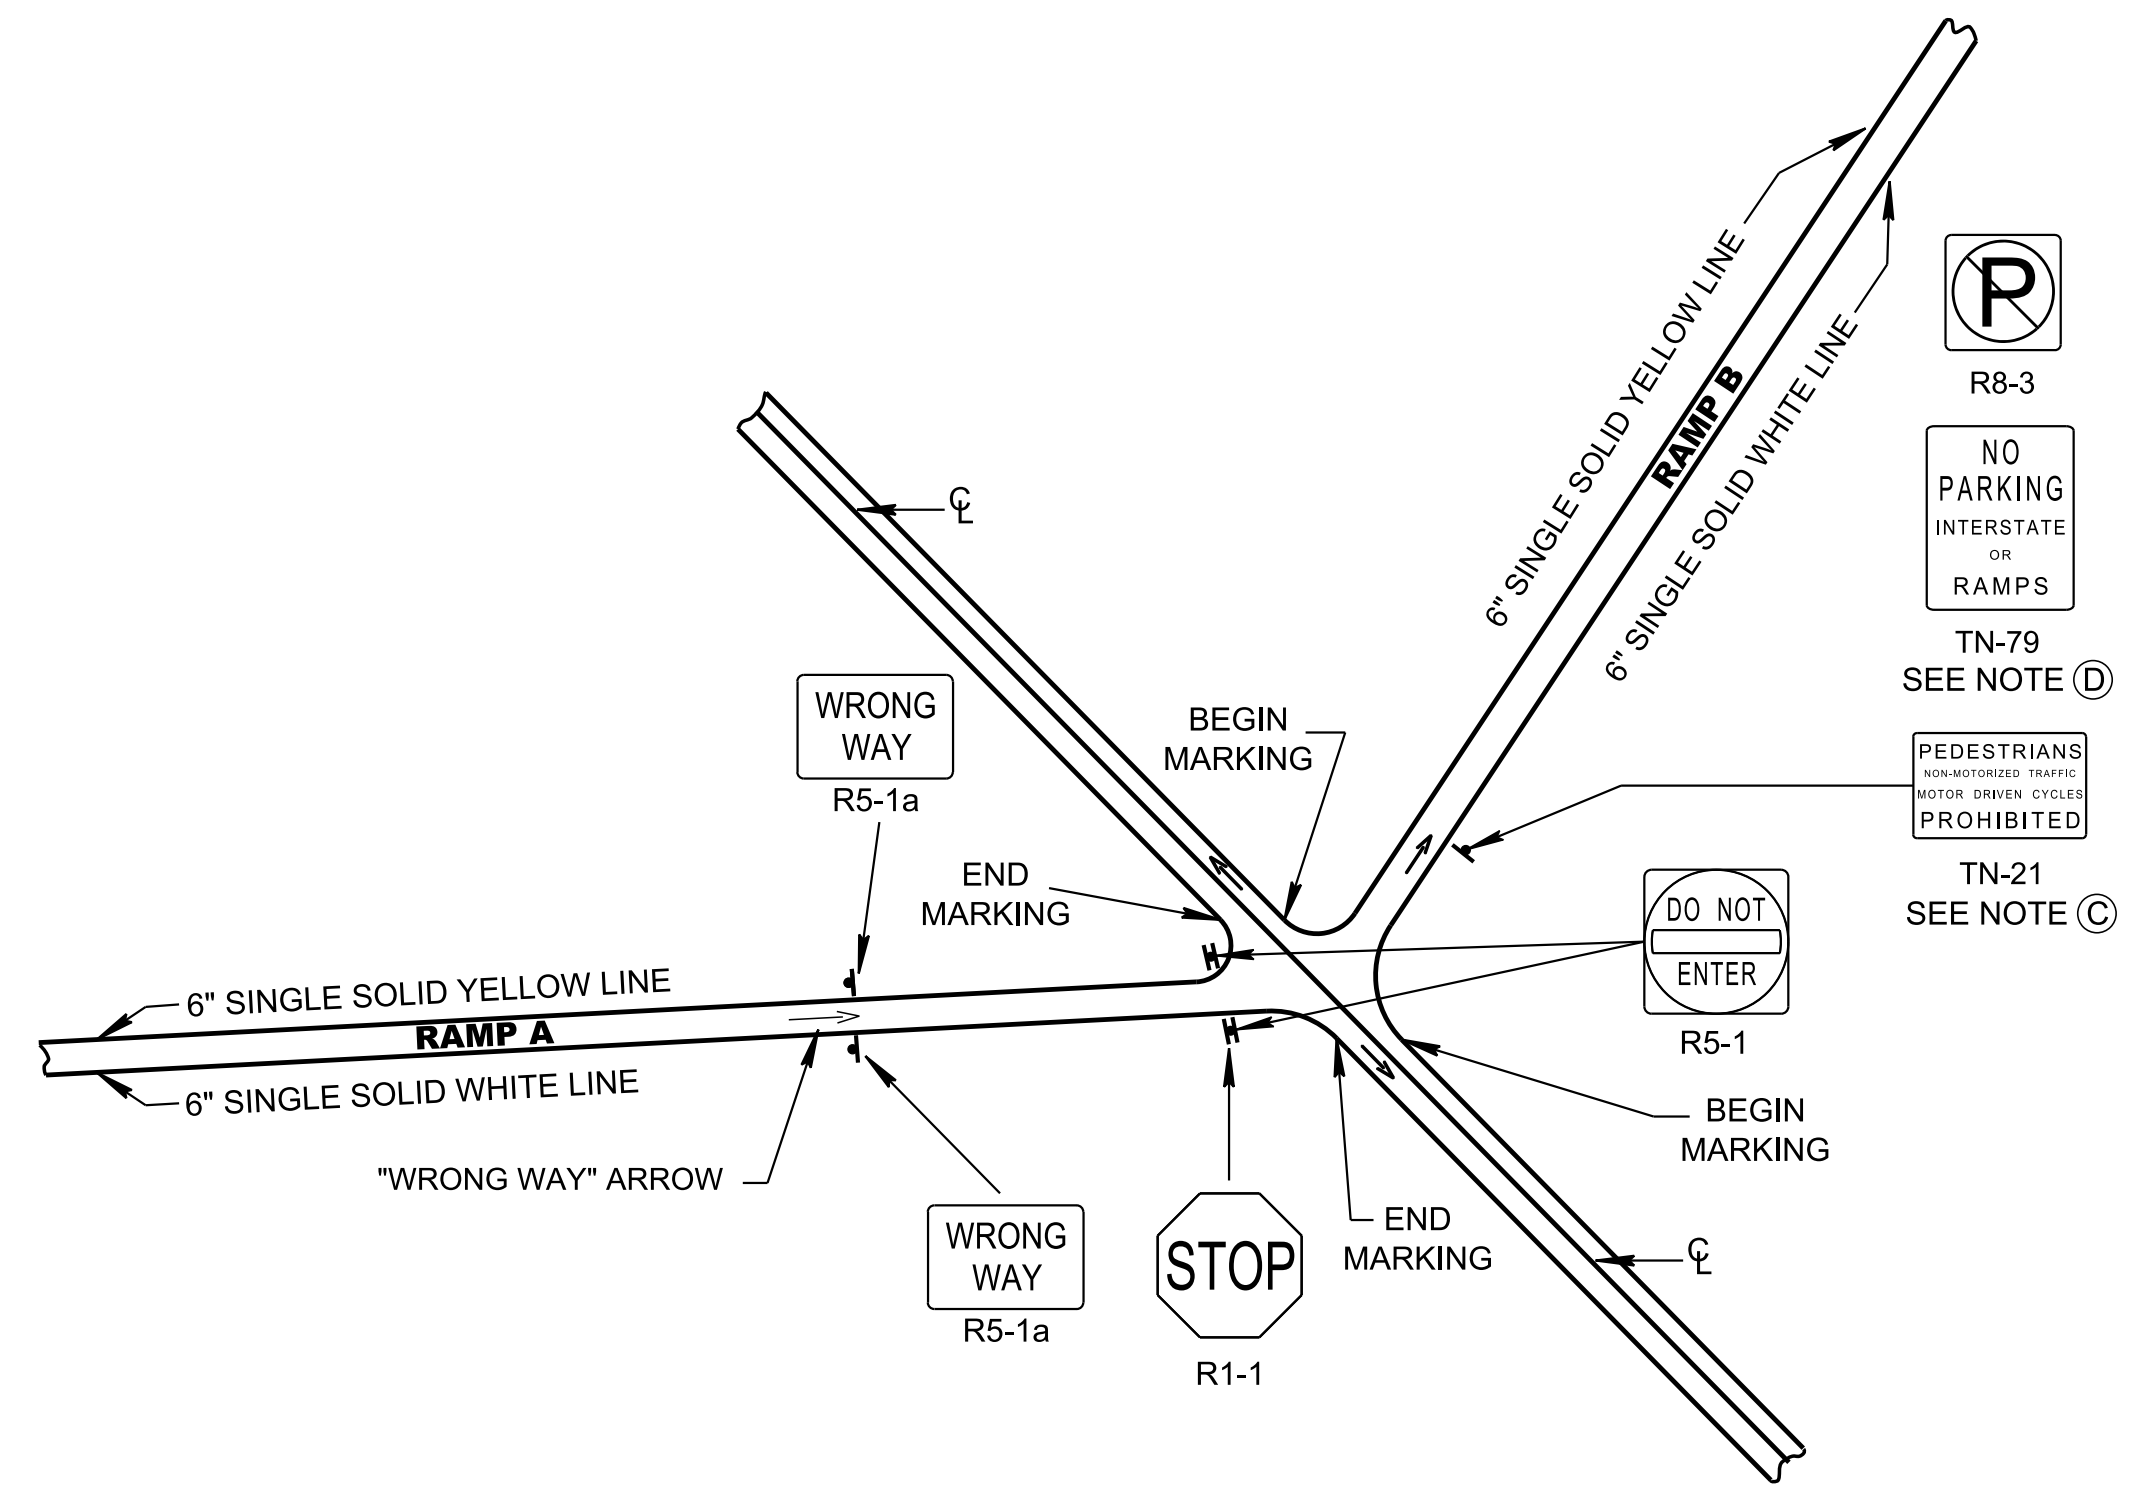 6" SINGLE SOLID YELLOW LINE
RAMP B
6" SINGLE SOLID WHITE LINE
P
R8-3
NO
PARKING
INTERSTATE
OR
RAMPS
TN-79
SEE NOTE D
℄
WRONG
WAY
R5-1a
BEGIN
MARKING
PEDESTRIANS
NON-MOTORIZED TRAFFIC
MOTOR DRIVEN CYCLES
PROHIBITED
TN-21
SEE NOTE C
END
MARKING
DO NOT
ENTER
R5-1
6" SINGLE SOLID YELLOW LINE
RAMP A
6" SINGLE SOLID WHITE LINE
"WRONG WAY" ARROW
BEGIN
MARKING
WRONG
WAY
R5-1a
STOP
R1-1
END
MARKING
℄